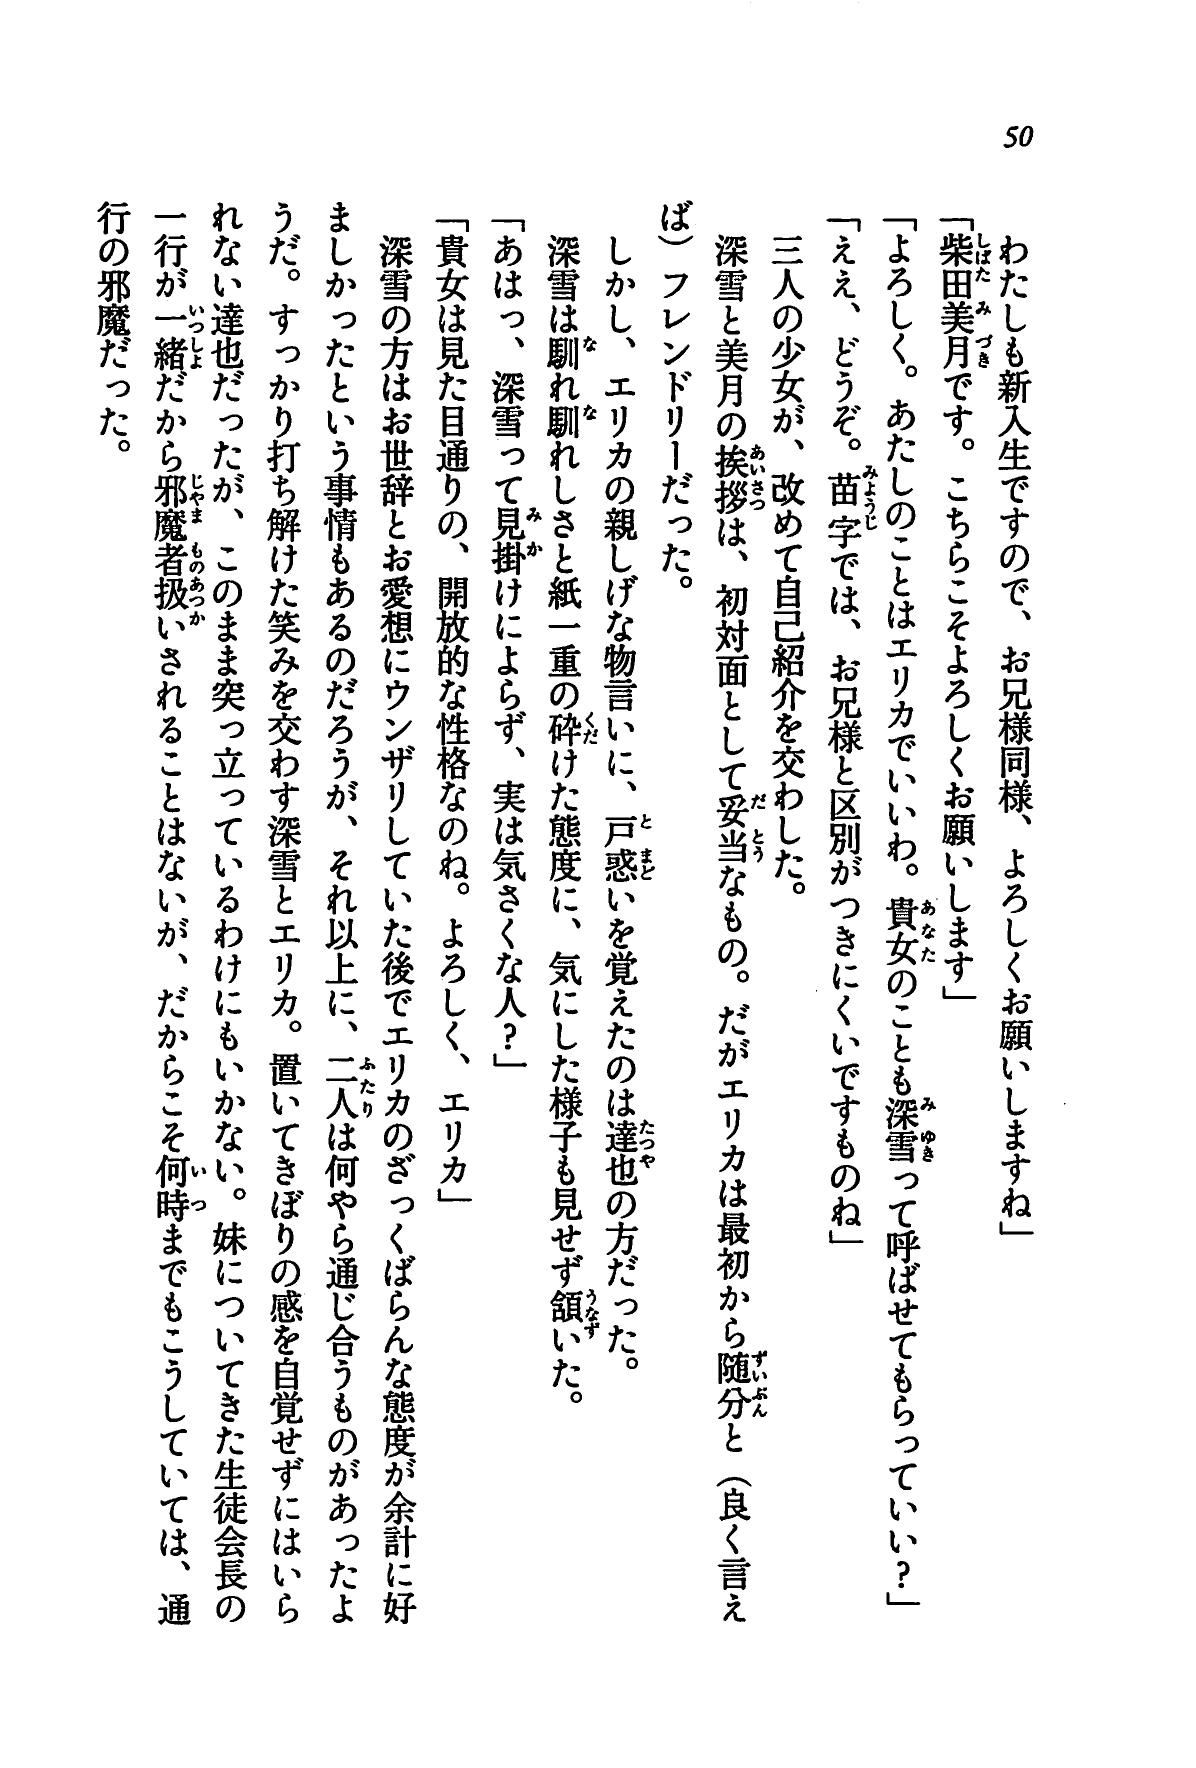 50
わたしも新入生ですので、お兄様同様、よろしくお願いしますね」
「柴田美月です。こちらこそよろしくお願いします」
「よろしく。あたしのことはエリカでいいわ。貴女のことも深雪って呼ばせてもらっていい?」
「ええ、どうぞ。苗字では、お兄様と区別がつきにくいですものね」
三人の少女が、改めて自己紹介を交わした。
深雪と美月の挨拶は、初対面として妥当なもの。だがエリカは最初から随分と(良く言え
ば)フレンドリーだった。
しかし、エリカの親しげな物言いに、戸惑いを覚えたのは達也の方だった。
深雪は馴れ馴れしさと紙一重の砕けた態度に、気にした様子も見せず頷いた。
「あはっ、深雪って見掛けによらず、実は気さくな人?」
「貴女は見た目通りの、開放的な性格なのね。よろしく、エリカ」
深雪の方はお世辞とお愛想にウンザリしていた後でエリカのざっくばらんな態度が余計に好
ましかったという事情もあるのだろうが、それ以上に、二人は何やら通じ合うものがあったよ
うだ。すっかり打ち解けた笑みを交わす深雪とエリカ。置いてきぼりの感を自覚せずにはいら
れない達也だったが、このまま突っ立っているわけにもいかない。妹についてきた生徒会長の
一行が一緒だから邪魔者扱いされることはないが、だからこそ何時までもこうしていては、通
行の邪魔だった。